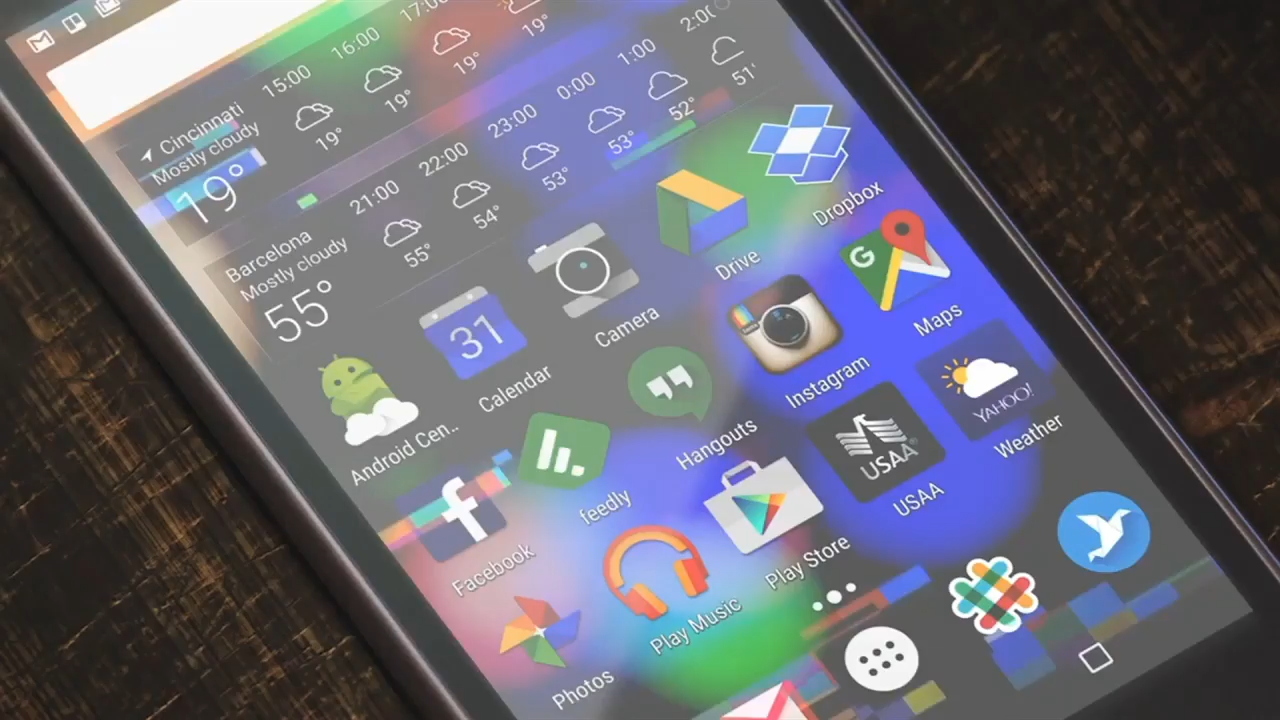 15:00
16:00
17:00
Cincinnati
Mostly cloudy
19°
19°
19°
19°
19°
21:00
22:00
23:00
0:00
1:00
Barcelona
Mostly cloudy
55°
55°
54°
53°
53°
52°
51°
Dropbox
Drive
Camera
31
Calendar
Android Cen..
G
Maps
Instagram
Hangouts
feedly
f
Facebook
YAHOO!
Weather
USAA
USAA
Play Store
Play Music
Photos